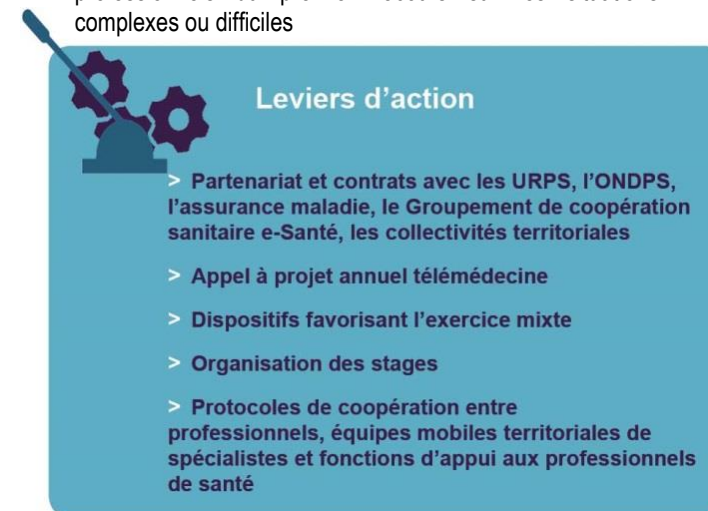 complexes ou difficiles
Leviers d’action
> Partenariat et contrats avec les URPS, l’ONDPS,
l’assurance maladie, le Groupement de coopération
sanitaire e-Santé, les collectivités territoriales
> Appel à projet annuel télémédecine
> Dispositifs favorisant l’exercice mixte
> Organisation des stages
> Protocoles de coopération entre
professionnels, équipes mobiles territoriales de
spécialistes et fonctions d’appui aux professionnels
de santé